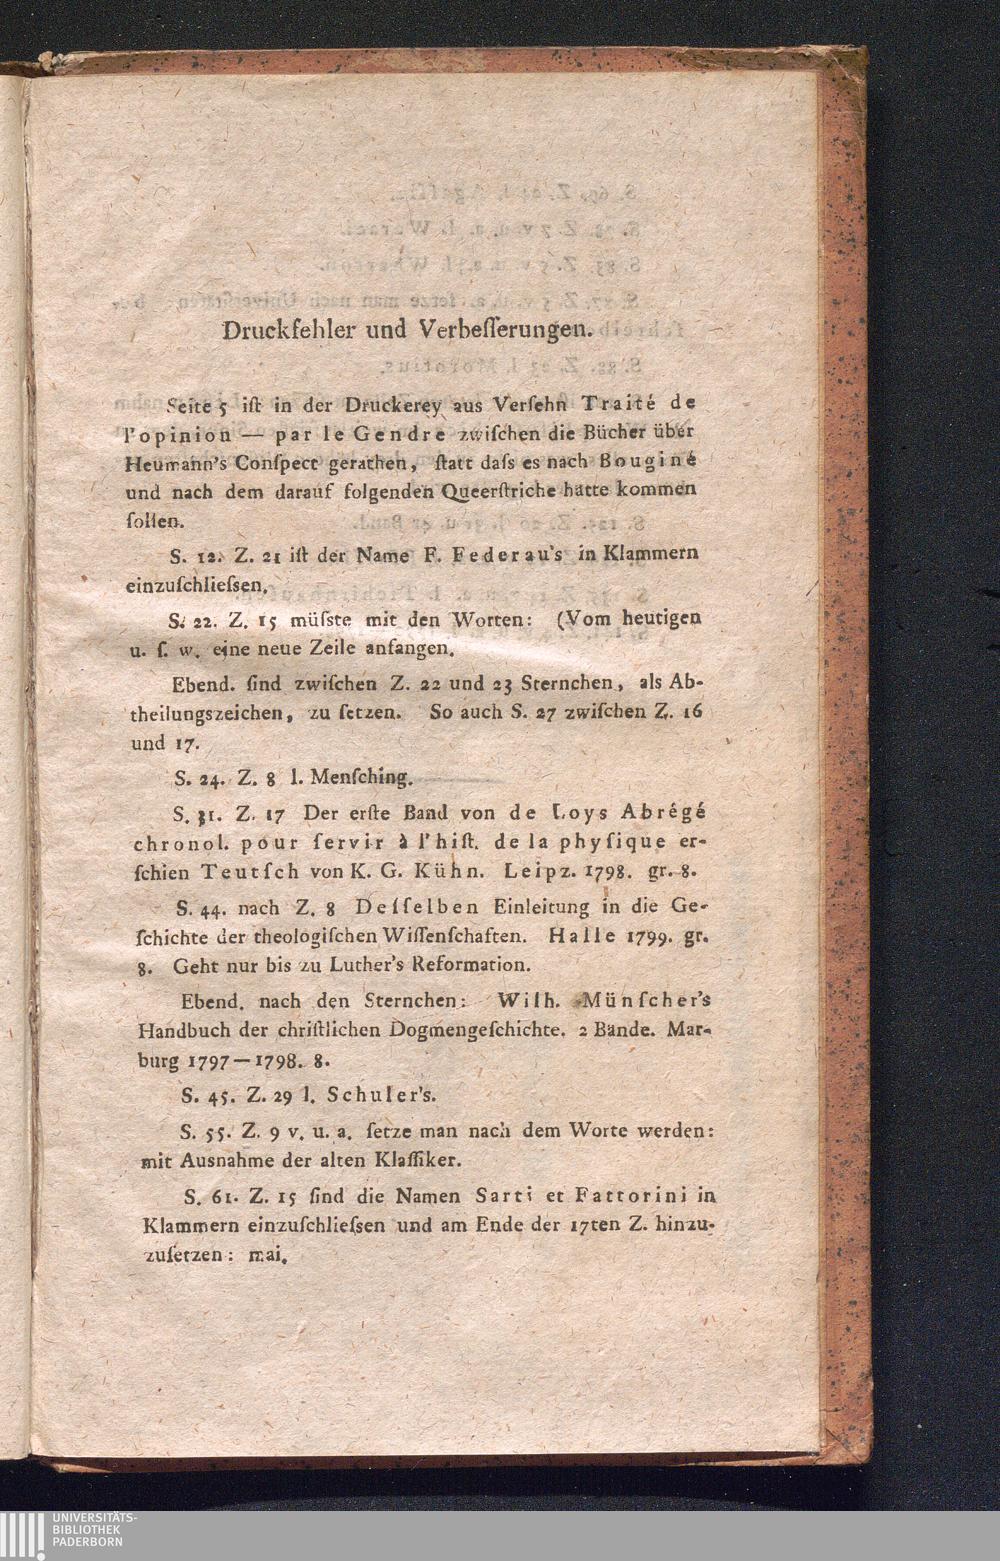 Druckfehler und Verbeſſerungen.
Seite 5 iſt in der Druckerey aus Verſehn Traité de
l'opinion — par le Gendre zwiſchen die Bücher über
Heumann's Conſpect gerathen, ſtatt daſs es nach Bouginé
und nach dem darauf folgenden Queerſtriche hätte kommen
ſollen.
S. 12. Z. 21 iſt der Name F. Federau's in Klammern
einzuſchlieſsen.
S. 22. Z. 15 müſste mit den Worten: (Vom heutigen
u. ſ. w. eine neue Zeile anfangen.
Ebend. ſind zwiſchen Z. 22 und 23 Sternchen, als Ab-
theilungszeichen, zu ſetzen. So auch S. 27 zwiſchen Z. 16
und 17.
S. 24. Z. 8 l. Menſching.
S. 31. Z. 17 Der erſte Band von de Loys Abrégé
chronol. pour ſervir à l'hiſt. de la phyſique er-
ſchien Teutſch von K. G. Kühn. Leipz. 1798. gr. 8.
S. 44. nach Z. 8 Deſſelben Einleitung in die Ge-
ſchichte der theologiſchen Wiſſenſchaften. Halle 1799. gr.
8. Geht nur bis zu Luther's Reformation.
Ebend. nach den Sternchen: Wilh. Münſcher's
Handbuch der chriſtlichen Dogmengeſchichte. 2 Bände. Mar-
burg 1797 — 1798. 8.
S. 45. Z. 29 l. Schuler's.
S. 55. Z. 9 v. u. a. ſetze man nach dem Worte werden:
mit Ausnahme der alten Klaſſiker.
S. 61. Z. 15 ſind die Namen Sarti et Fattorini in
Klammern einzuſchlieſsen und am Ende der 17ten Z. hinzu-
zuſetzen: mai.
UNIVERSITÄTS-
BIBLIOTHEK
PADERBORN